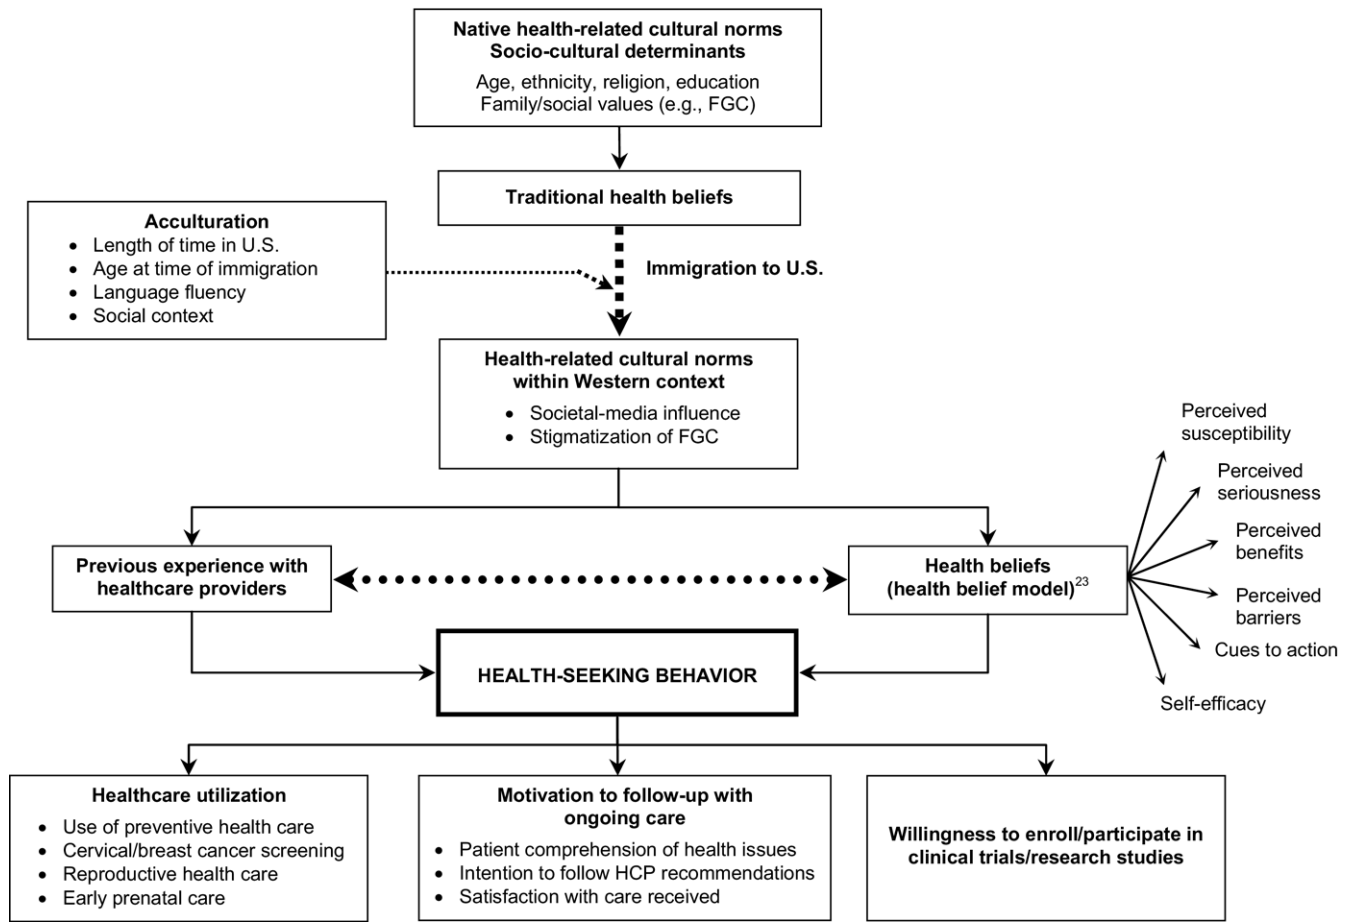 Native health-related cultural norms
Socio-cultural determinants
Age, ethnicity, religion, education
Family/social values (e.g., FGC)
Traditional health beliefs
Acculturation
• Length of time in U.S.
• Age at time of immigration
• Language fluency
• Social context
Immigration to U.S.
Health-related cultural norms
within Western context
• Societal-media influence
• Stigmatization of FGC
Previous experience with
healthcare providers
Health beliefs
(health belief model)23
Perceived
susceptibility
Perceived
seriousness
Perceived
benefits
Perceived
barriers
Cues to action
Self-efficacy
HEALTH-SEEKING BEHAVIOR
Healthcare utilization
• Use of preventive health care
• Cervical/breast cancer screening
• Reproductive health care
• Early prenatal care
Motivation to follow-up with
ongoing care
• Patient comprehension of health issues
• Intention to follow HCP recommendations
• Satisfaction with care received
Willingness to enroll/participate in
clinical trials/research studies